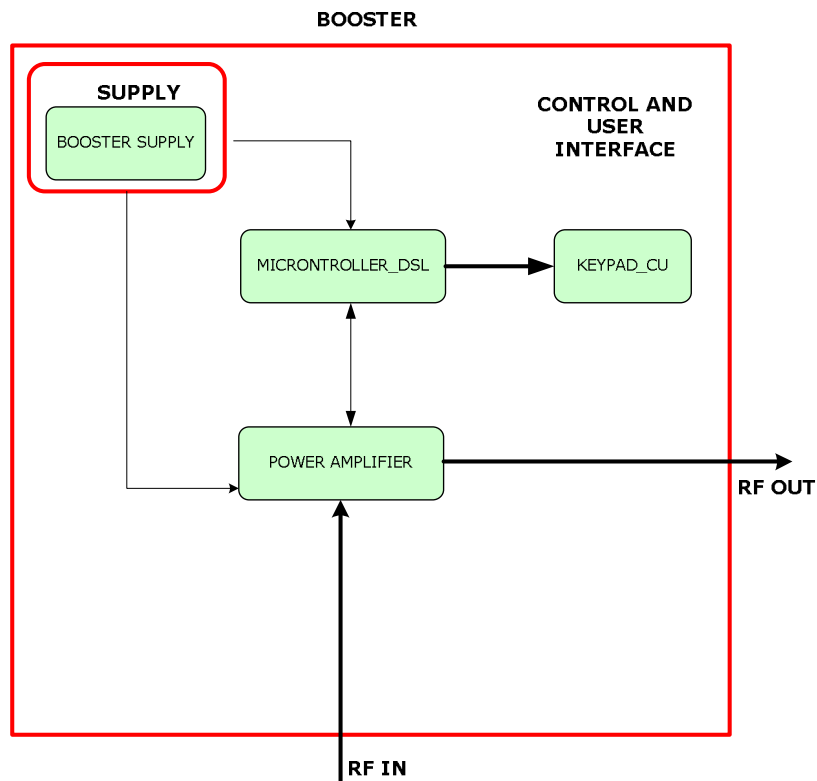 BOOSTER
SUPPLY
BOOSTER SUPPLY
CONTROL AND
USER
INTERFACE
MICRONTROLLER_DSL
KEYPAD_CU
POWER AMPLIFIER
RF OUT
RF IN